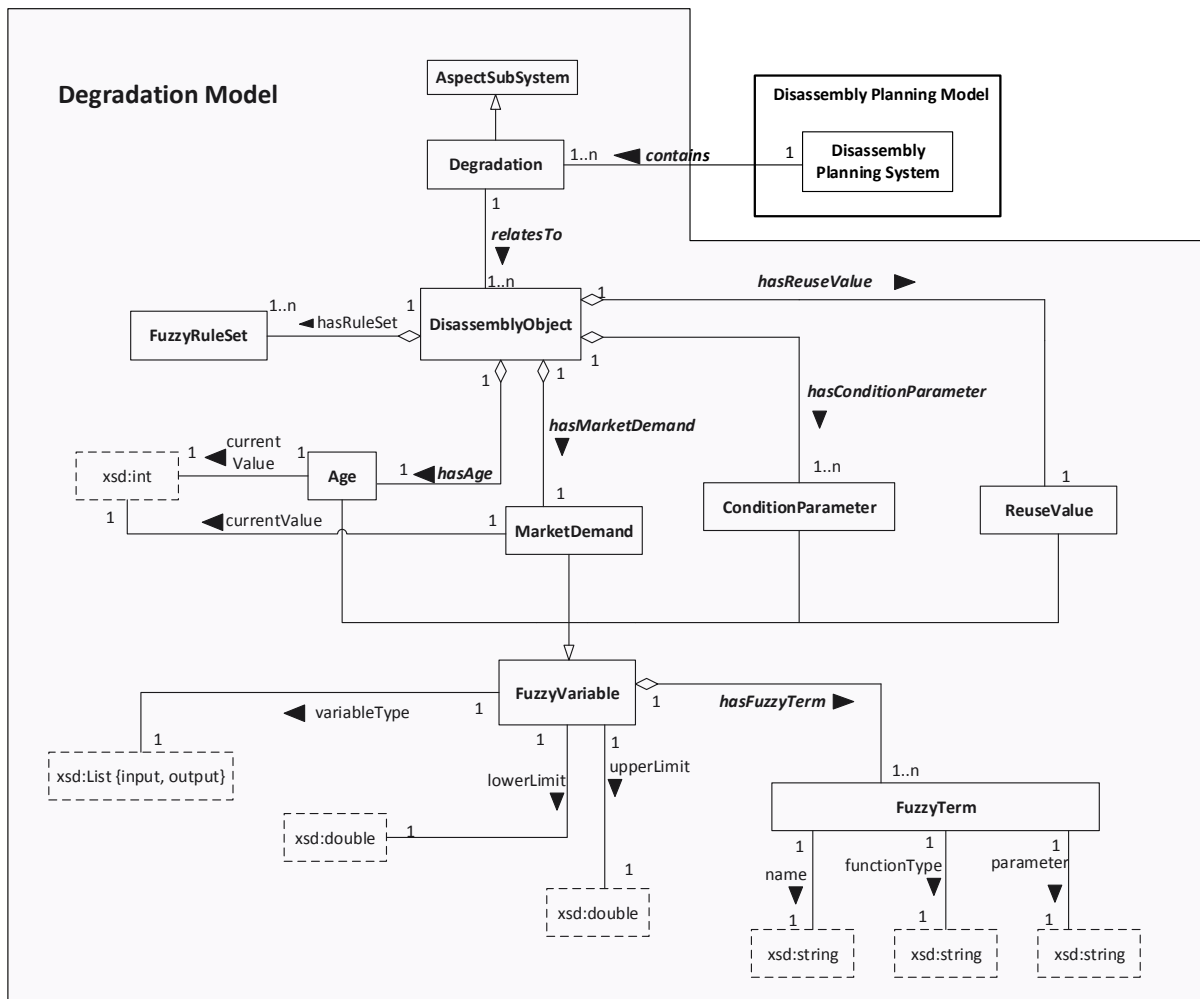 AspectSubSystem
Degradation Model
Disassembly Planning Model
Degradation
1..n
contains
1
Disassembly
Planning System
1
relatesTo
1..n
1
hasReuseValue
1..n
1
hasRuleSet
DisassemblyObject
FuzzyRuleSet
1
1
1
hasConditionParameter
hasMarketDemand
1
current
Value
1
1
hasAge
1..n
xsd:int
Age
1
1
ConditionParameter
ReuseValue
1
currentValue
1
MarketDemand
FuzzyVariable
1
hasFuzzyTerm
variableType
1
1
1
1
upperLimit
xsd:List {input, output}
lowerLimit
1..n
FuzzyTerm
xsd:double
1
1
1
1
name
functionType
parameter
1
xsd:double
1
1
1
xsd:string
xsd:string
xsd:string